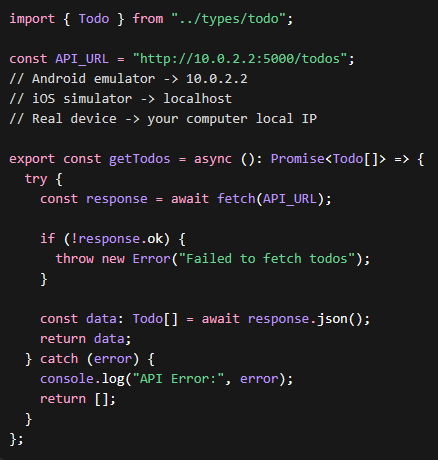 import { Todo } from "../types/todo";
const API_URL = "http://10.0.2.2:5000/todos";
// Android emulator -> 10.0.2.2
// iOS simulator -> localhost
// Real device -> your computer local IP
export const getTodos = async (): Promise<Todo[]> => {
  try {
    const response = await fetch(API_URL);
    if (!response.ok) {
      throw new Error("Failed to fetch todos");
    }
    const data: Todo[] = await response.json();
    return data;
  } catch (error) {
    console.log("API Error:", error);
    return [];
  }
};